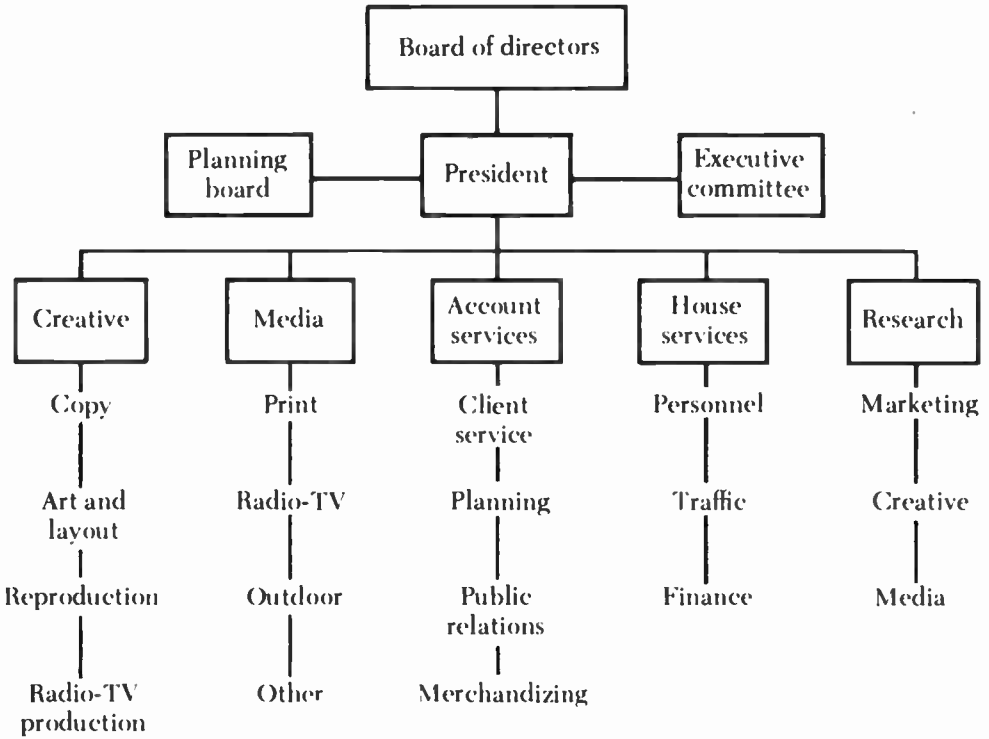 Board of directors
Planning
board
President
Executive
committee
Creative
Media
Account
services
House
services
Research
Copy
Print
Client
service
Personnel
Marketing
Art and
layout
Radio-TV
Planning
Traffic
Creative
Reproduction
Outdoor
Public
relations
Finance
Media
Radio-TV
production
Other
Merchandizing